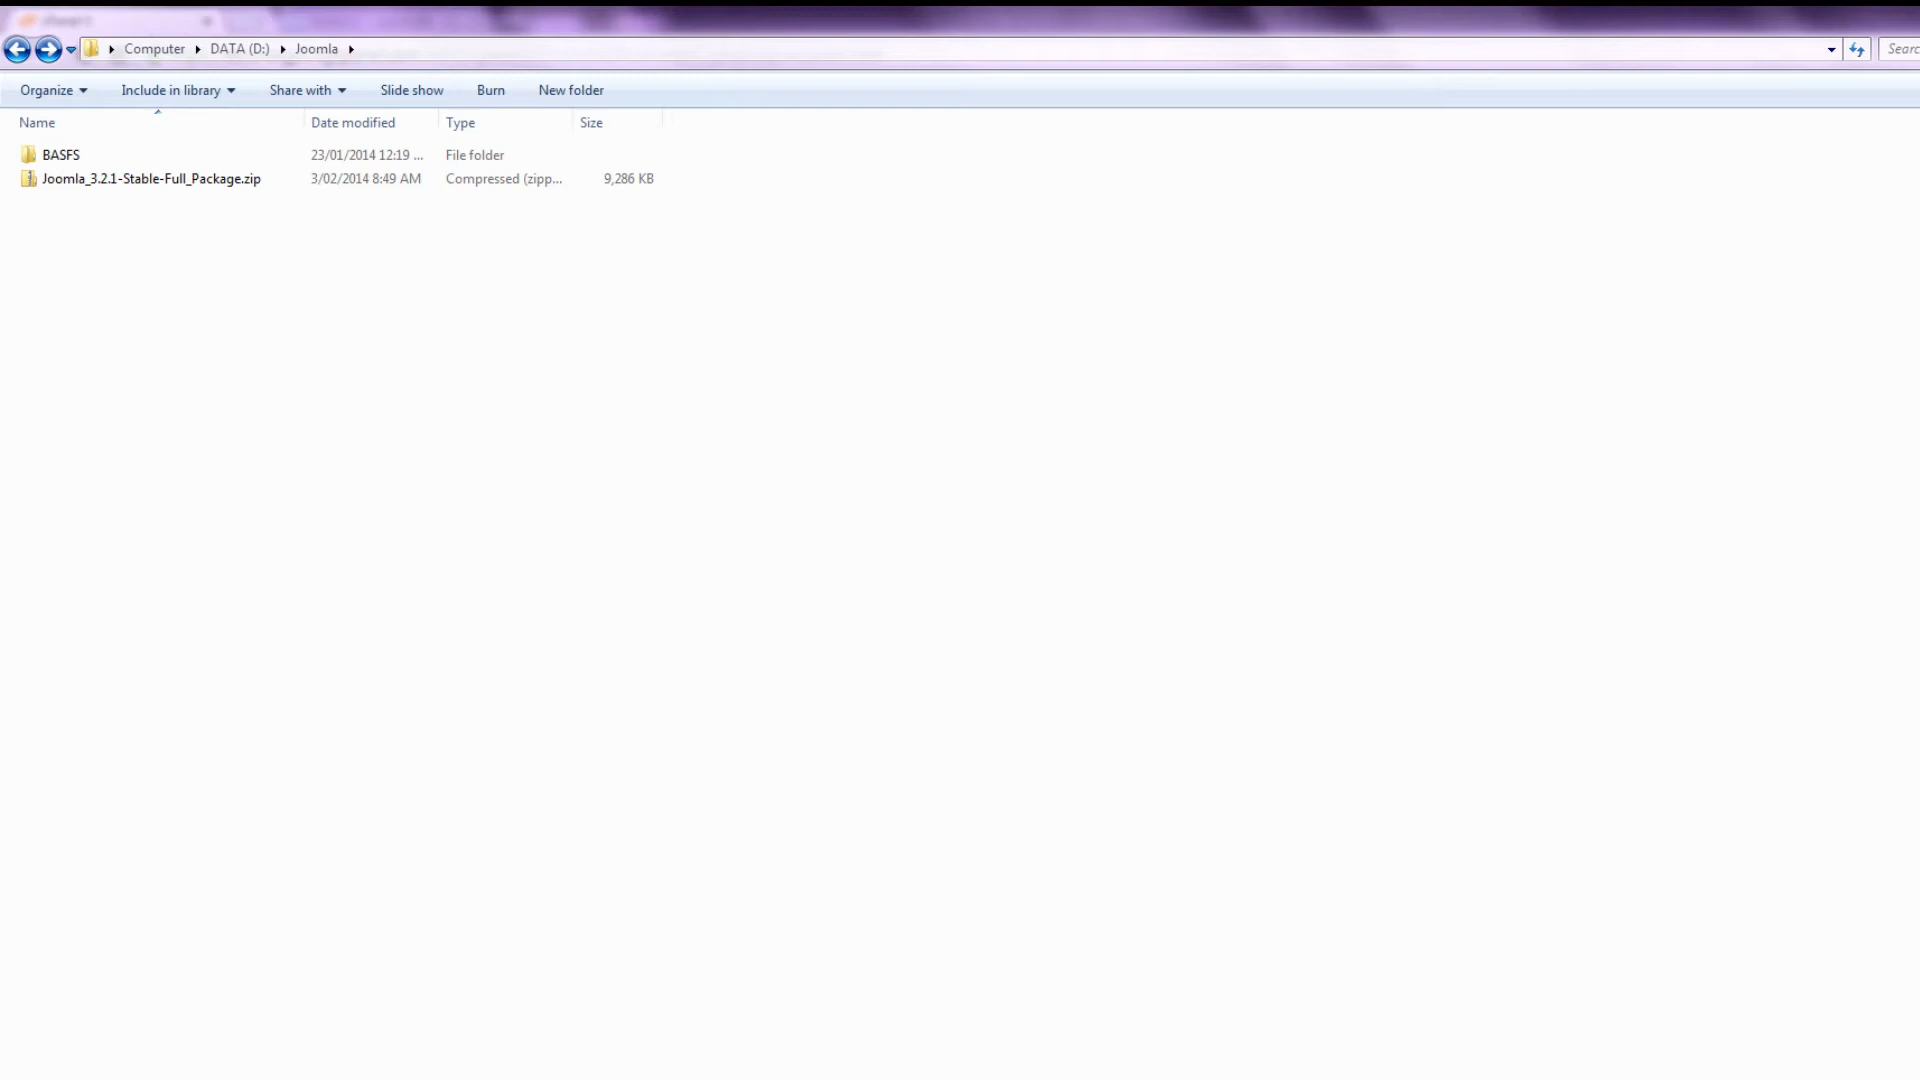 Computer DATA (D:) Joomla Searc
Organize Include in library Share with Slide show Burn New folder
Name Date modified Type Size
BASFS 23/01/2014 12:19 ... File folder
Joomla_3.2.1-Stable-Full_Package.zip 3/02/2014 8:49 AM Compressed (zipp... 9,286 KB